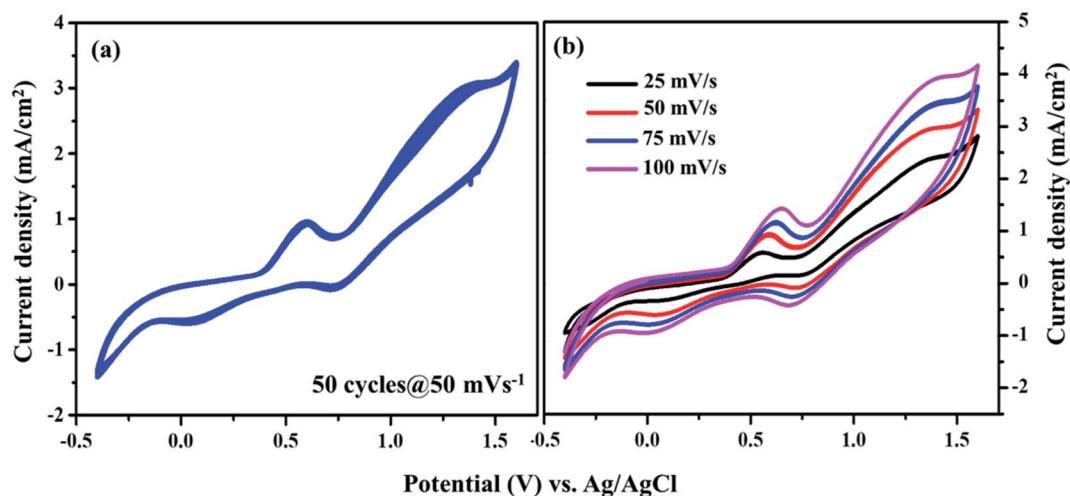 (a)
50 cycles@50 mVs-1
Current density (mA/cm2)
4
3
2
1
0
-1
-2
-0.5
0.0
0.5
1.0
1.5
(b)
25 mV/s
50 mV/s
75 mV/s
100 mV/s
-0.5
0.0
0.5
1.0
1.5
5
4
3
2
1
0
-1
-2
Current density (mA/cm2)
Potential (V) vs. Ag/AgCl